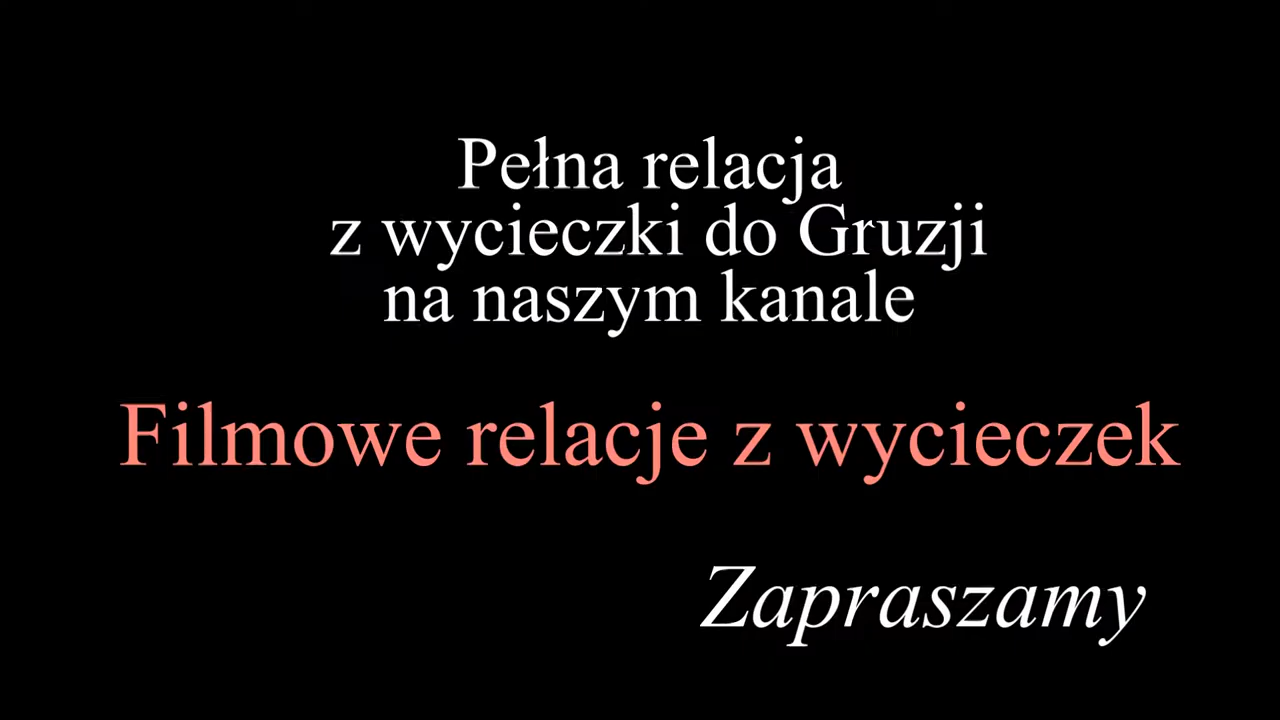 Pełna relacja
z wycieczki do Gruzji
na naszym kanale
Filmowe relacje z wycieczek
Zapraszamy